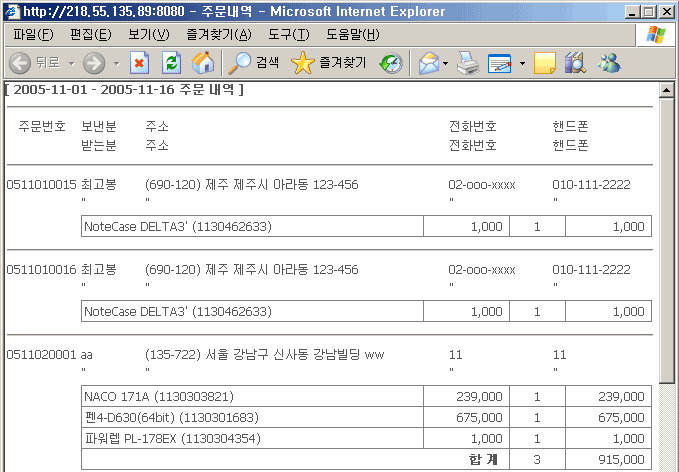 http://218.55.135.89:8080 - 주문내역 - Microsoft Internet Explorer
파일(F) 편집(E) 보기(V) 즐겨찾기(A) 도구(T) 도움말(H)
뒤로 검색 즐겨찾기
[ 2005-11-01 - 2005-11-16 주문 내역 ]
주문번호 보낸분 주소 전화번호 핸드폰
받는분 주소 전화번호 핸드폰
0511010015 최고봉 (690-120) 제주 제주시 아라동 123-456 02-ooo-xxxx 010-111-2222
" " " "
NoteCase DELTA3' (1130462633) 1,000 1 1,000
0511010016 최고봉 (690-120) 제주 제주시 아라동 123-456 02-ooo-xxxx 010-111-2222
" " " "
NoteCase DELTA3' (1130462633) 1,000 1 1,000
0511020001 aa (135-722) 서울 강남구 신사동 강남빌딩 ww 11 11
" " " "
NACO 171A (1130303821) 239,000 1 239,000
펜4-D630(64bit) (1130301683) 675,000 1 675,000
파워렙 PL-178EX (1130304354) 1,000 1 1,000
합 계 3 915,000